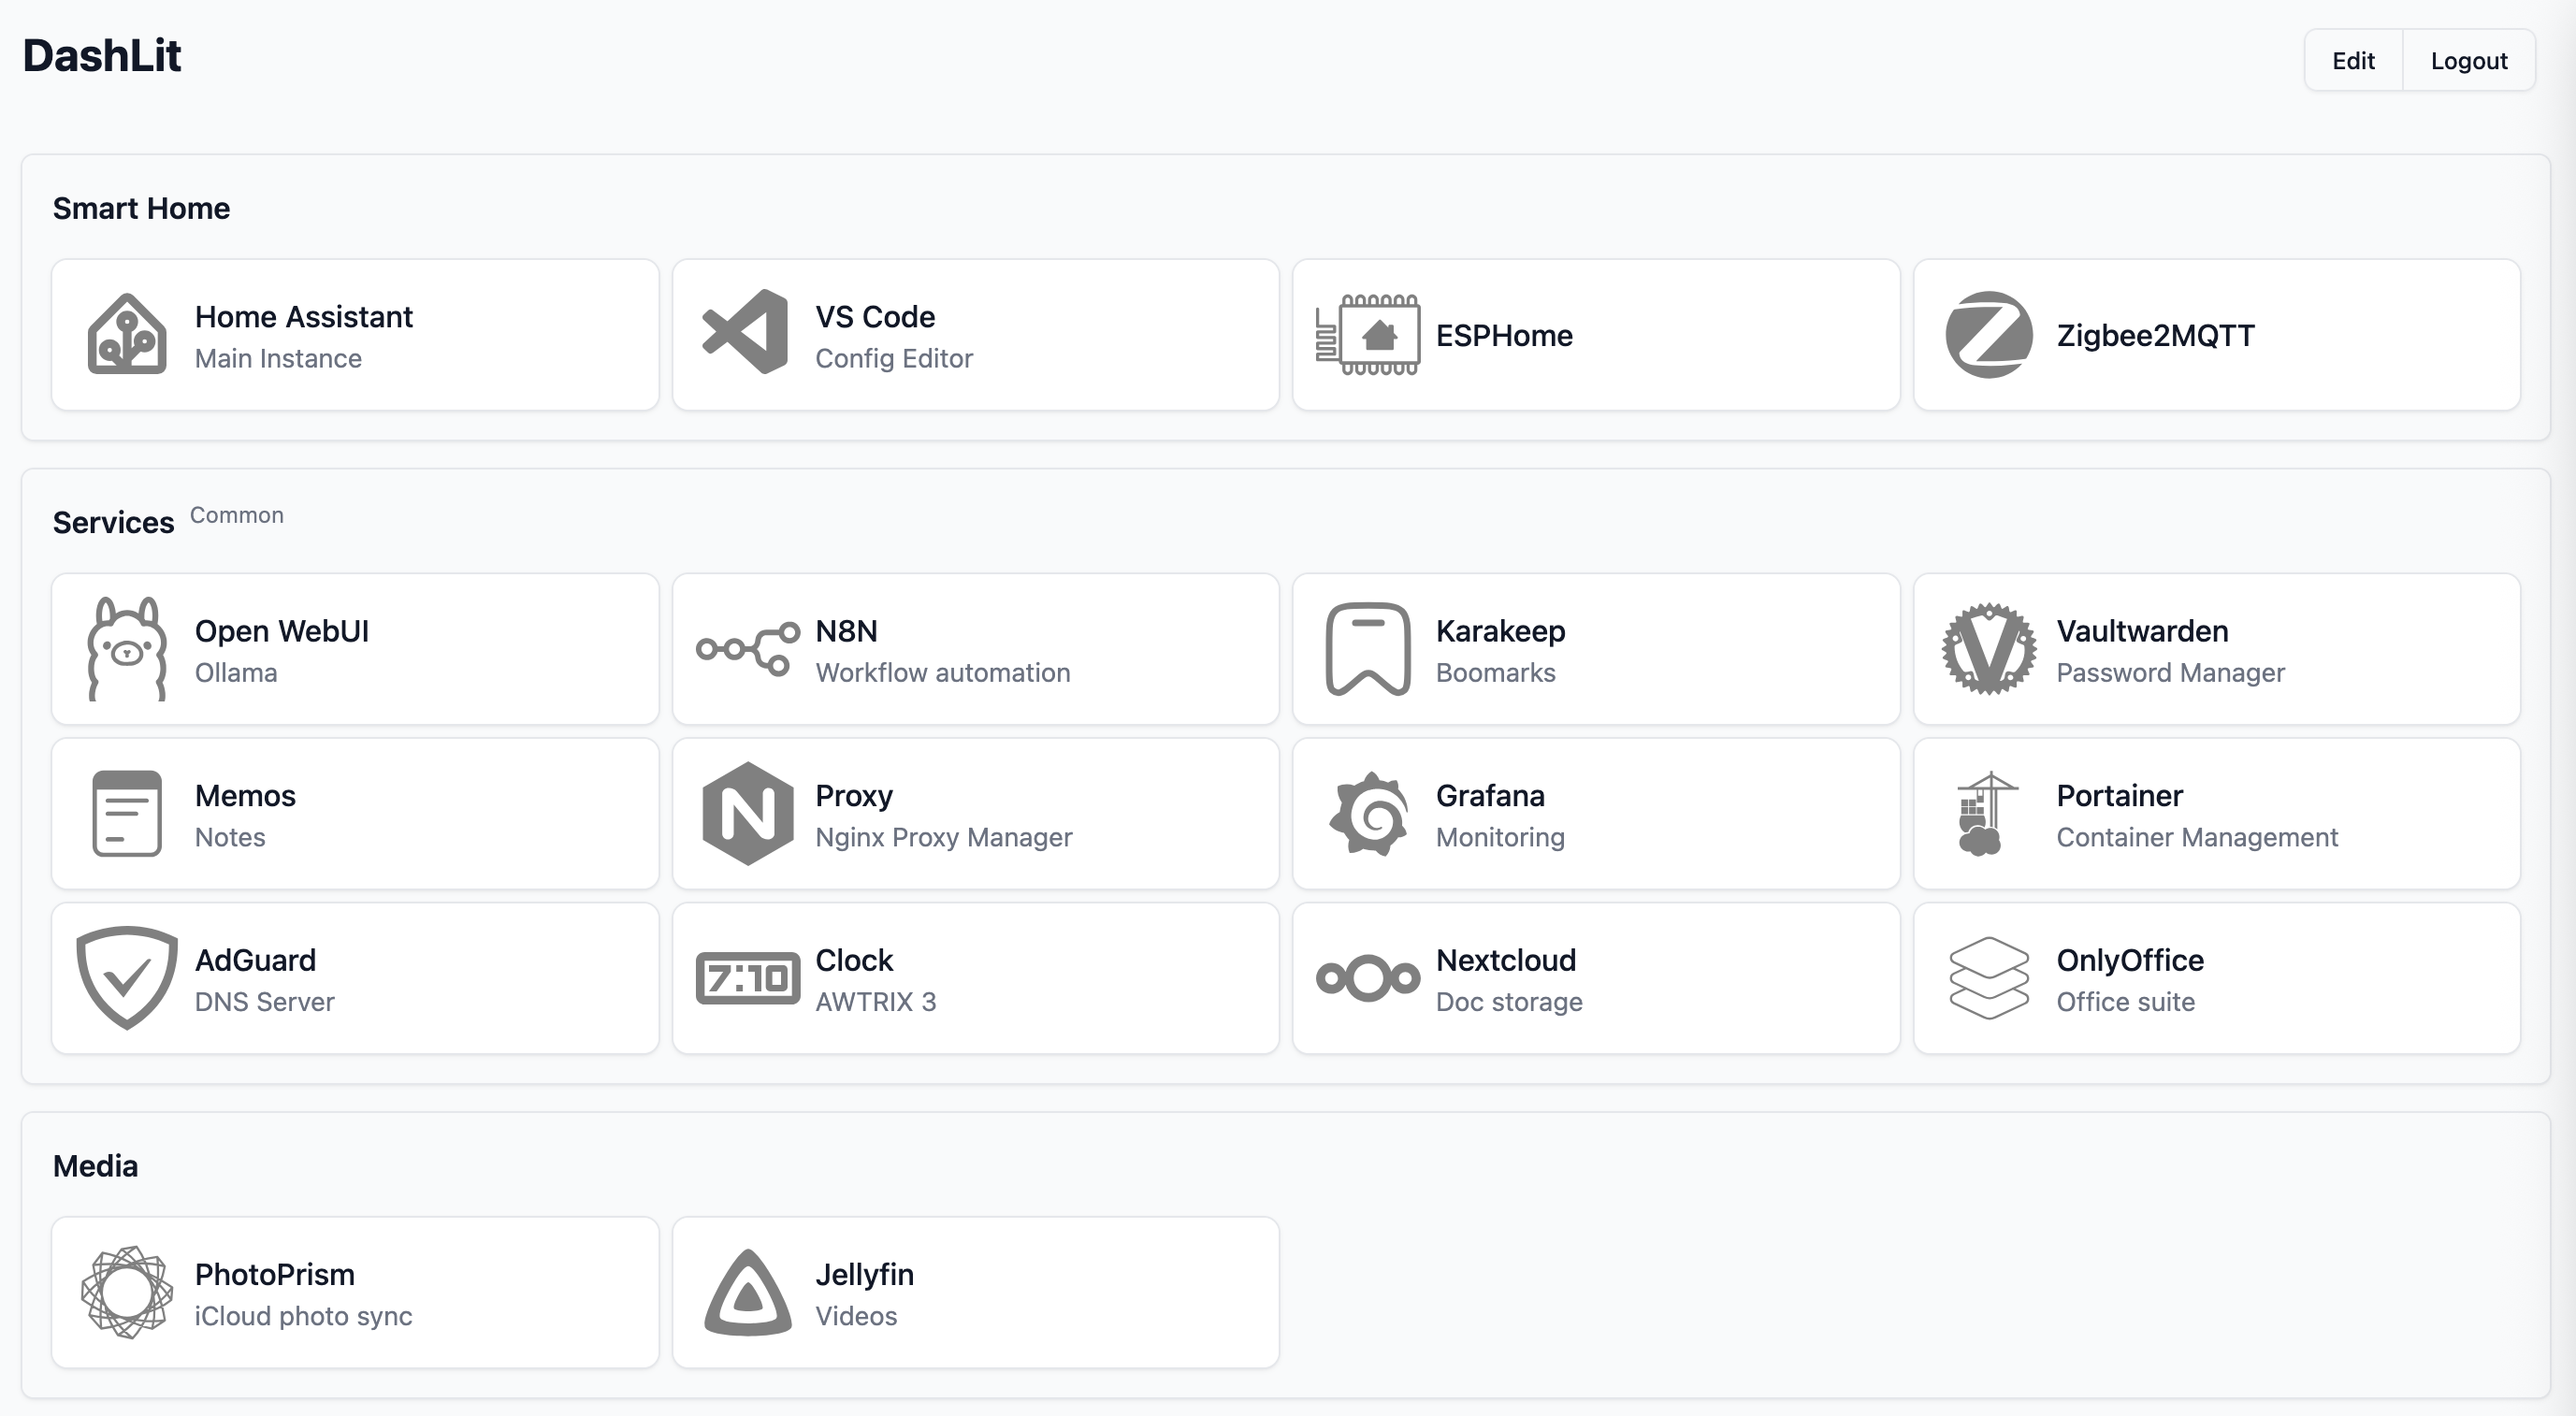 DashLit
Edit
Logout
Smart Home
Home Assistant
Main Instance
VS Code
Config Editor
ESPHome
Zigbee2MQTT
Services Common
Open WebUI
Ollama
N8N
Workflow automation
Karakeep
Boomarks
Vaultwarden
Password Manager
Memos
Notes
Proxy
Nginx Proxy Manager
Grafana
Monitoring
Portainer
Container Management
AdGuard
DNS Server
7:10
Clock
AWTRIX 3
Nextcloud
Doc storage
OnlyOffice
Office suite
Media
PhotoPrism
iCloud photo sync
Jellyfin
Videos